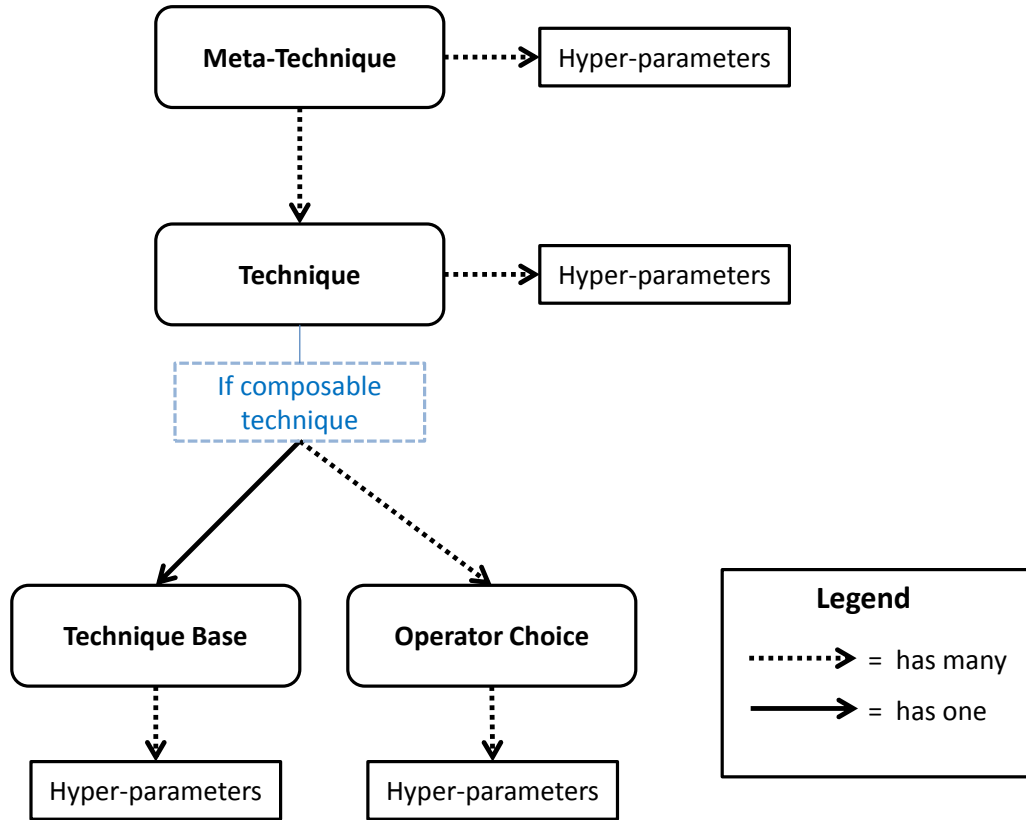 Meta-Technique
Hyper-parameters
Technique
Hyper-parameters
If composable
technique
Technique Base
Operator Choice
Hyper-parameters
Hyper-parameters
Legend
= has many
= has one